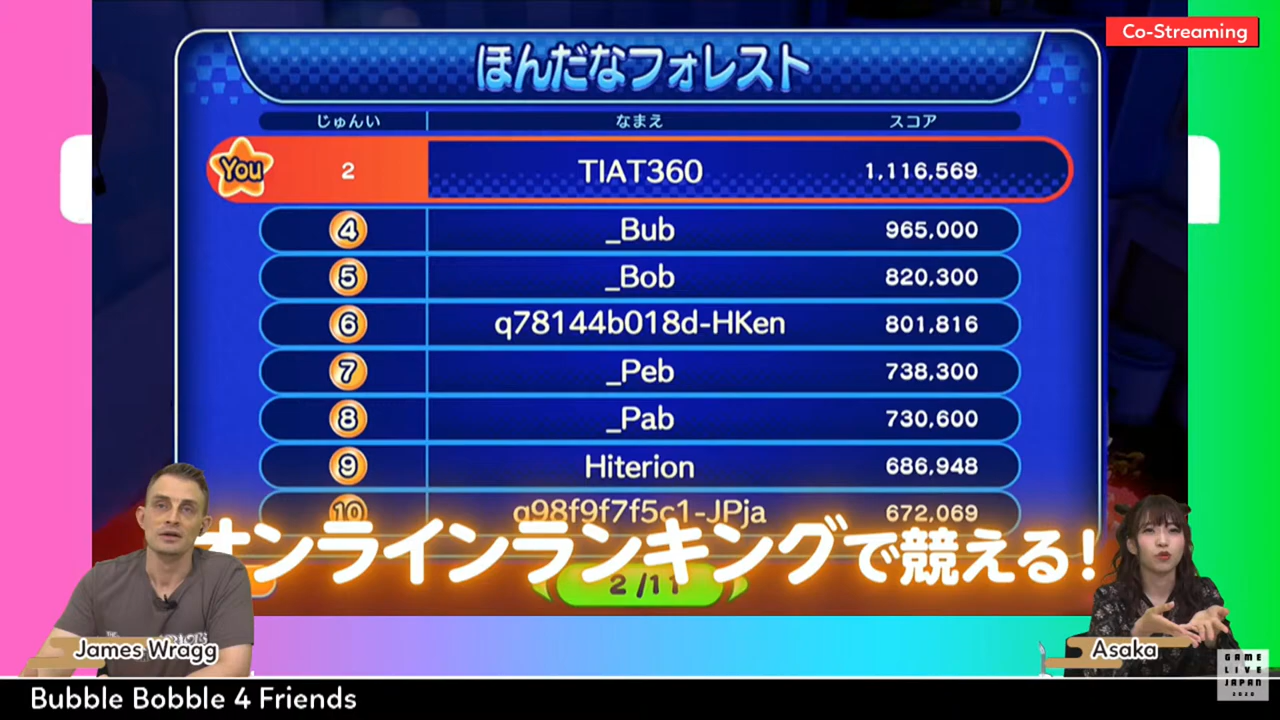 Co-Streaming
ほんだなフォレスト
じゅんい なまえ スコア
You 2 TIAT360 1,116,569
4 _Bub 965,000
5 _Bob 820,300
6 q78144b018d-HKen 801,816
7 _Peb 738,300
8 _Pab 730,600
9 Hiterion 686,948
10 q98f9f7f5c1-JPja 672,069
オンラインランキングで競える!
2/11
James Wragg
Asaka
GAME
LIVE
JAPAN
2020
Bubble Bobble 4 Friends